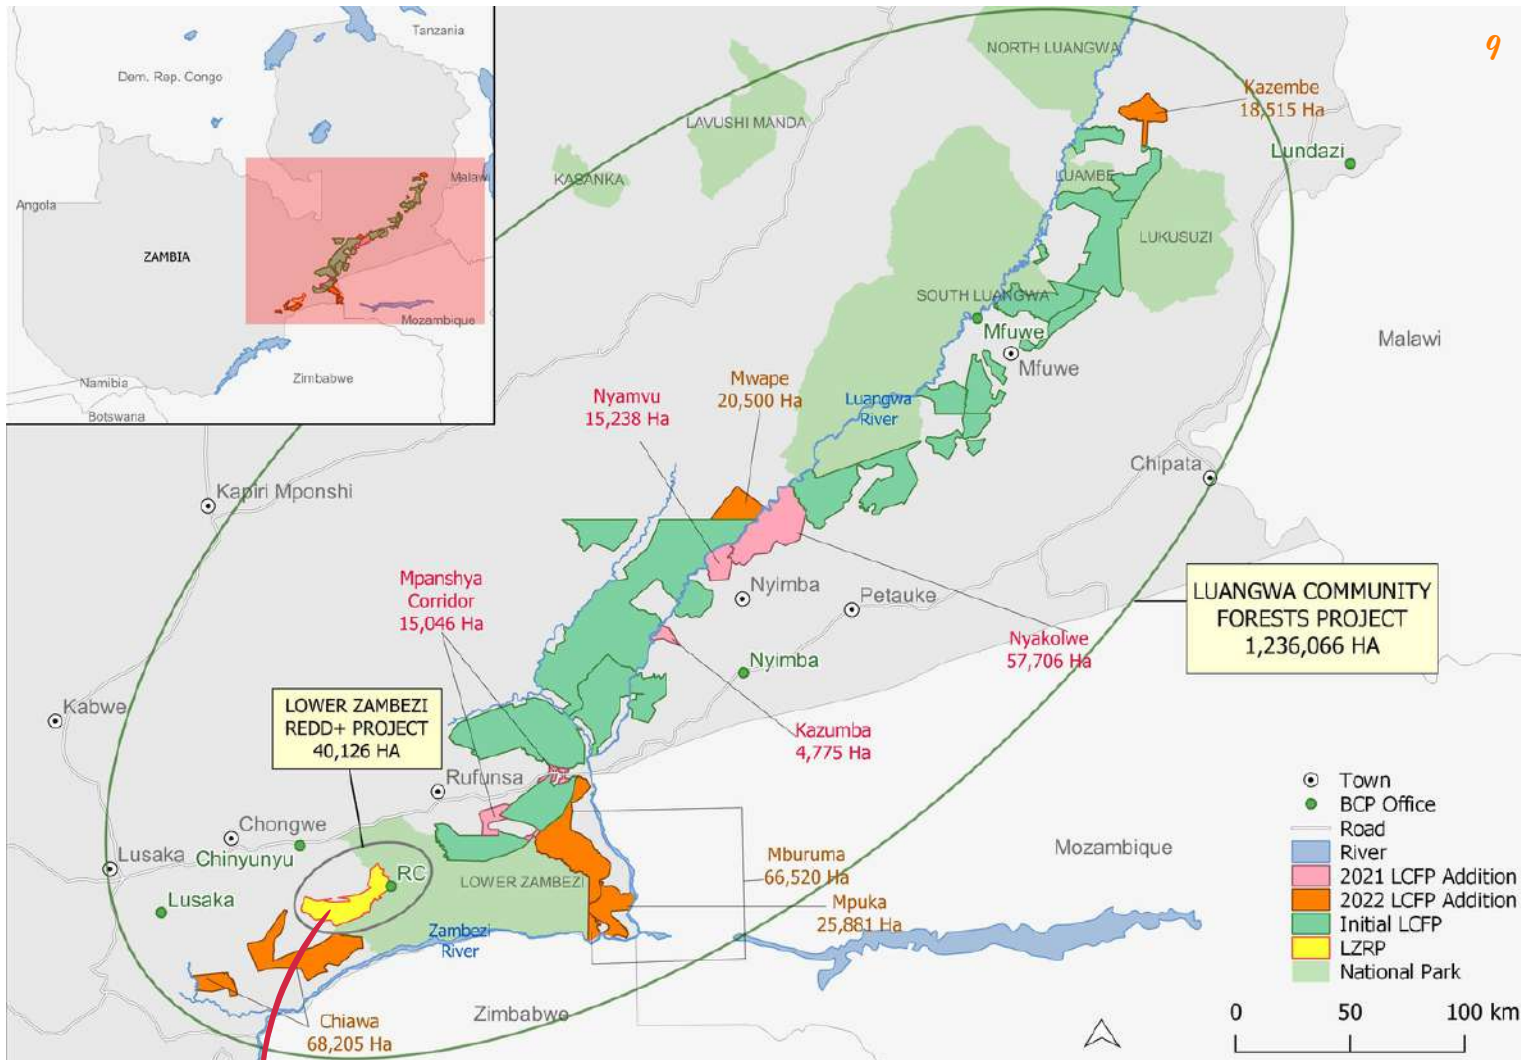 9
Tanzania
Dem. Rep. Congo
Malawi
Angola
ZAMBIA
Mozambique
Namibia
Zimbabwe
Botswana
NORTH LUANGWA
Kazembe
18,515 Ha
LAVUSHI MANDA
Lundazi
KASANKA
LUAMBE
LUKUSUZI
SOUTH LUANGWA
Mfuwe
Mfuwe
Malawi
Mwape
20,500 Ha
Nyamvu
15,238 Ha
Luangwa
River
Chipata
Kapiri Mponshi
Mpanshya
Corridor
15,046 Ha
Nyimba
Petauke
LUANGWA COMMUNITY
FORESTS PROJECT
1,236,066 HA
Nyakolwe
57,706 Ha
Nyimba
Kabwe
LOWER ZAMBEZI
REDD+ PROJECT
40,126 HA
Kazumba
4,775 Ha
Rufunsa
Chongwe
Chinyunyu
Lusaka
RC
Lusaka
LOWER ZAMBEZI
Mburuma
66,520 Ha
Mpuka
25,881 Ha
Mozambique
Zambezi
River
Chiawa
68,205 Ha
Zimbabwe
Town
BCP Office
Road
River
2021 LCFP Addition
2022 LCFP Addition
Initial LCFP
LZRP
National Park
0 50 100 km